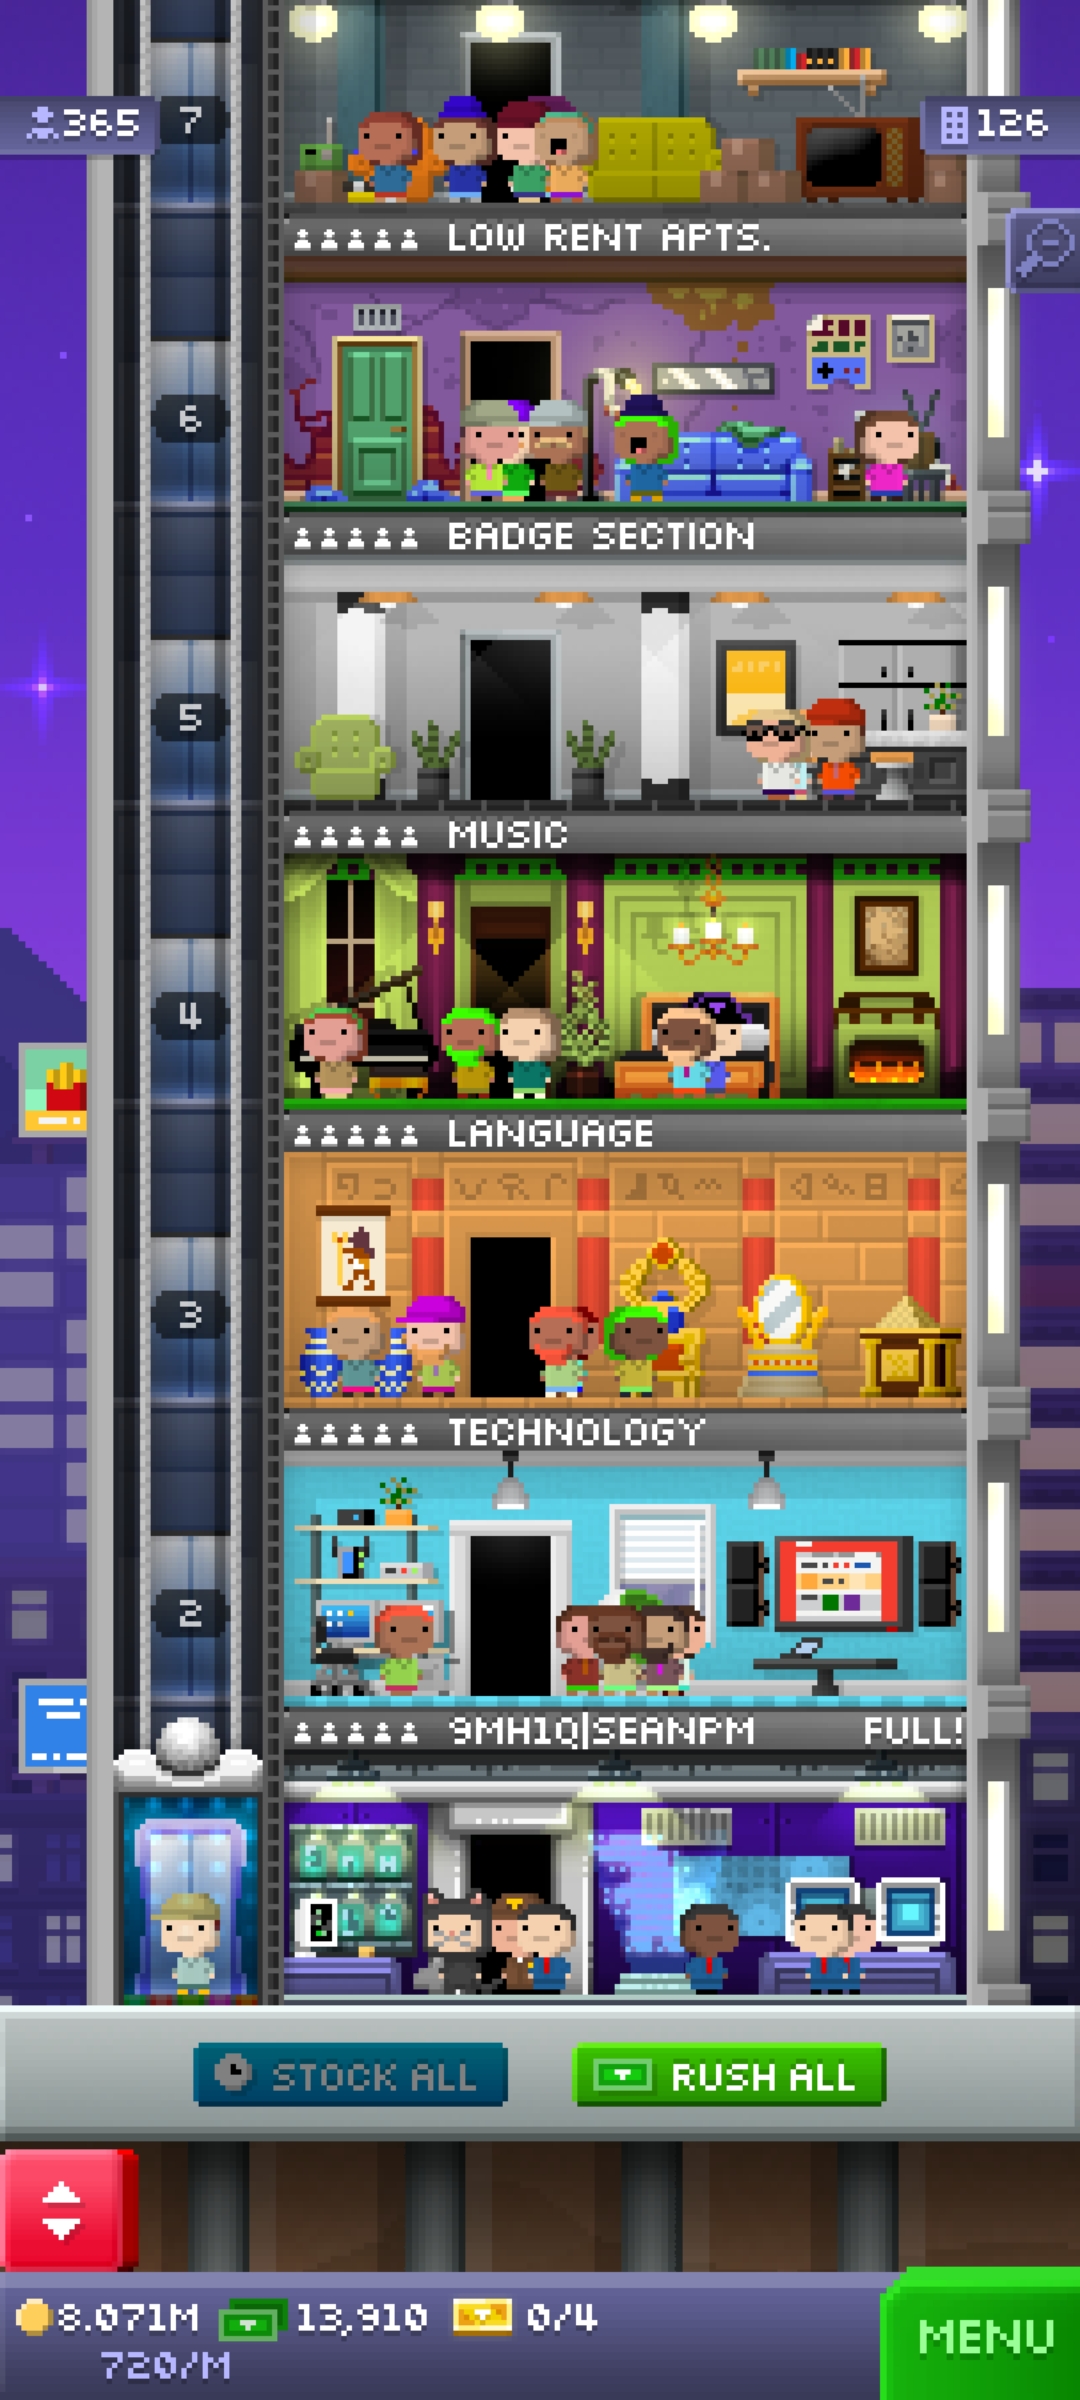 365
7
126
LOW RENT APTS.
6
BADGE SECTION
5
MUSIC
4
LANGUAGE
3
TECHNOLOGY
2
9MH1Q|SEANPM FULL!
STOCK ALL
RUSH ALL
8.071M
13,910
0/4
720/M
MENU